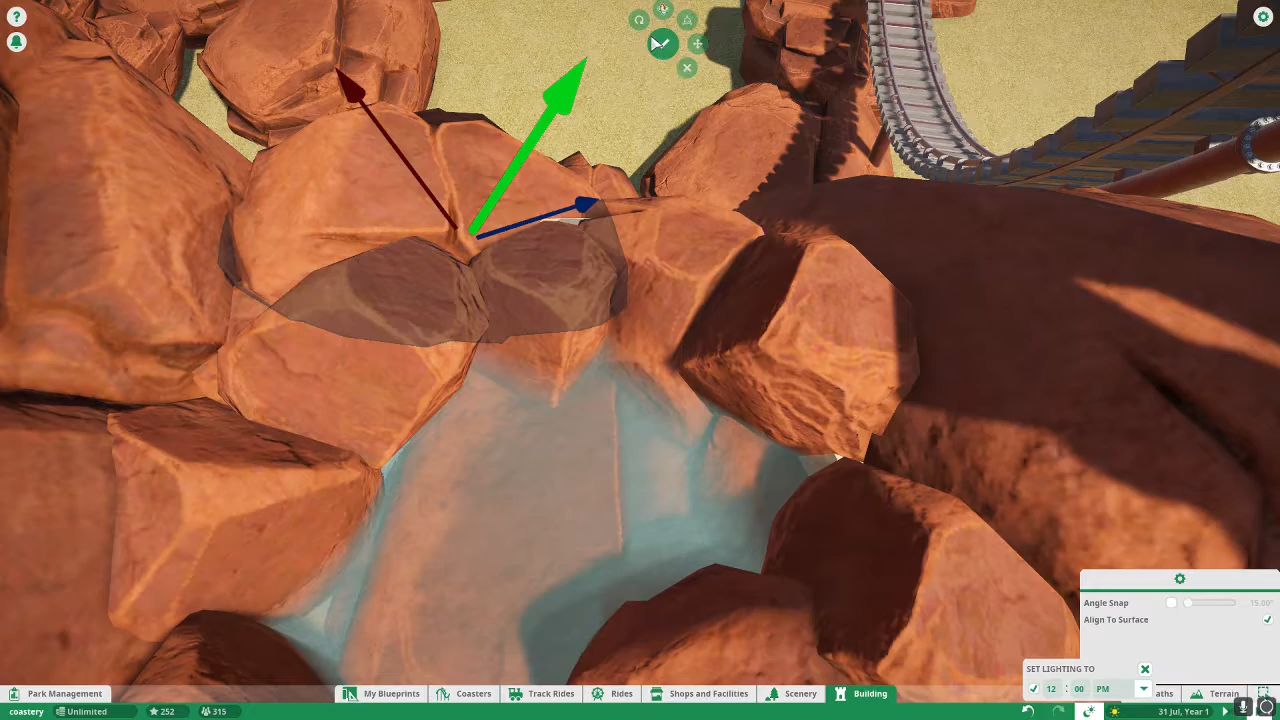 ?
Angle Snap 15.00°
Align To Surface
SET LIGHTING TO
12 : 00 PM
Park Management
My Blueprints
Coasters
Track Rides
Rides
Shops and Facilities
Scenery
Building
aths
Terrain
coastery
Unlimited
252
315
31 Jul, Year 1